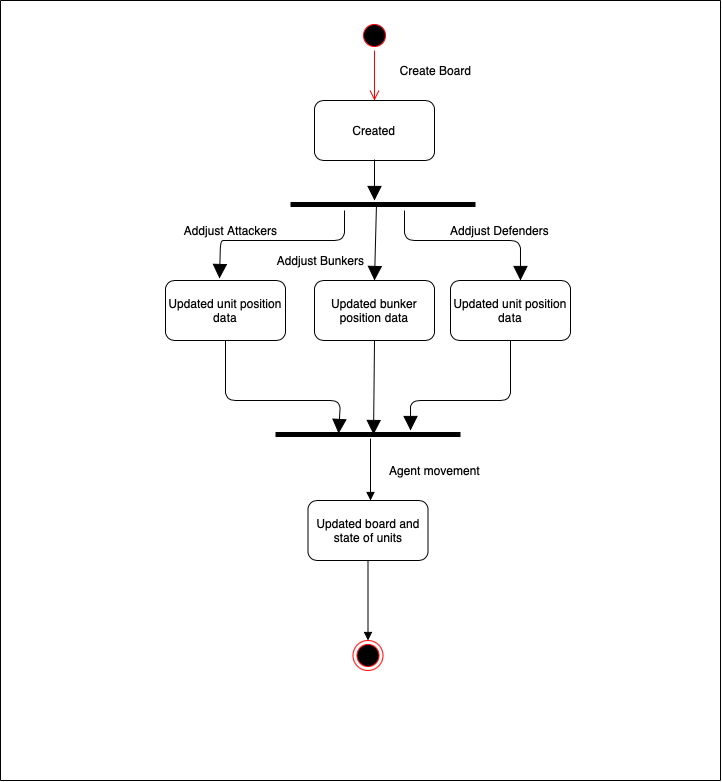 Create Board
Created
Addjust Attackers
Addjust Defenders
Addjust Bunkers
Updated unit position
data
Updated bunker
position data
Updated unit position
data
Agent movement
Updated board and
state of units